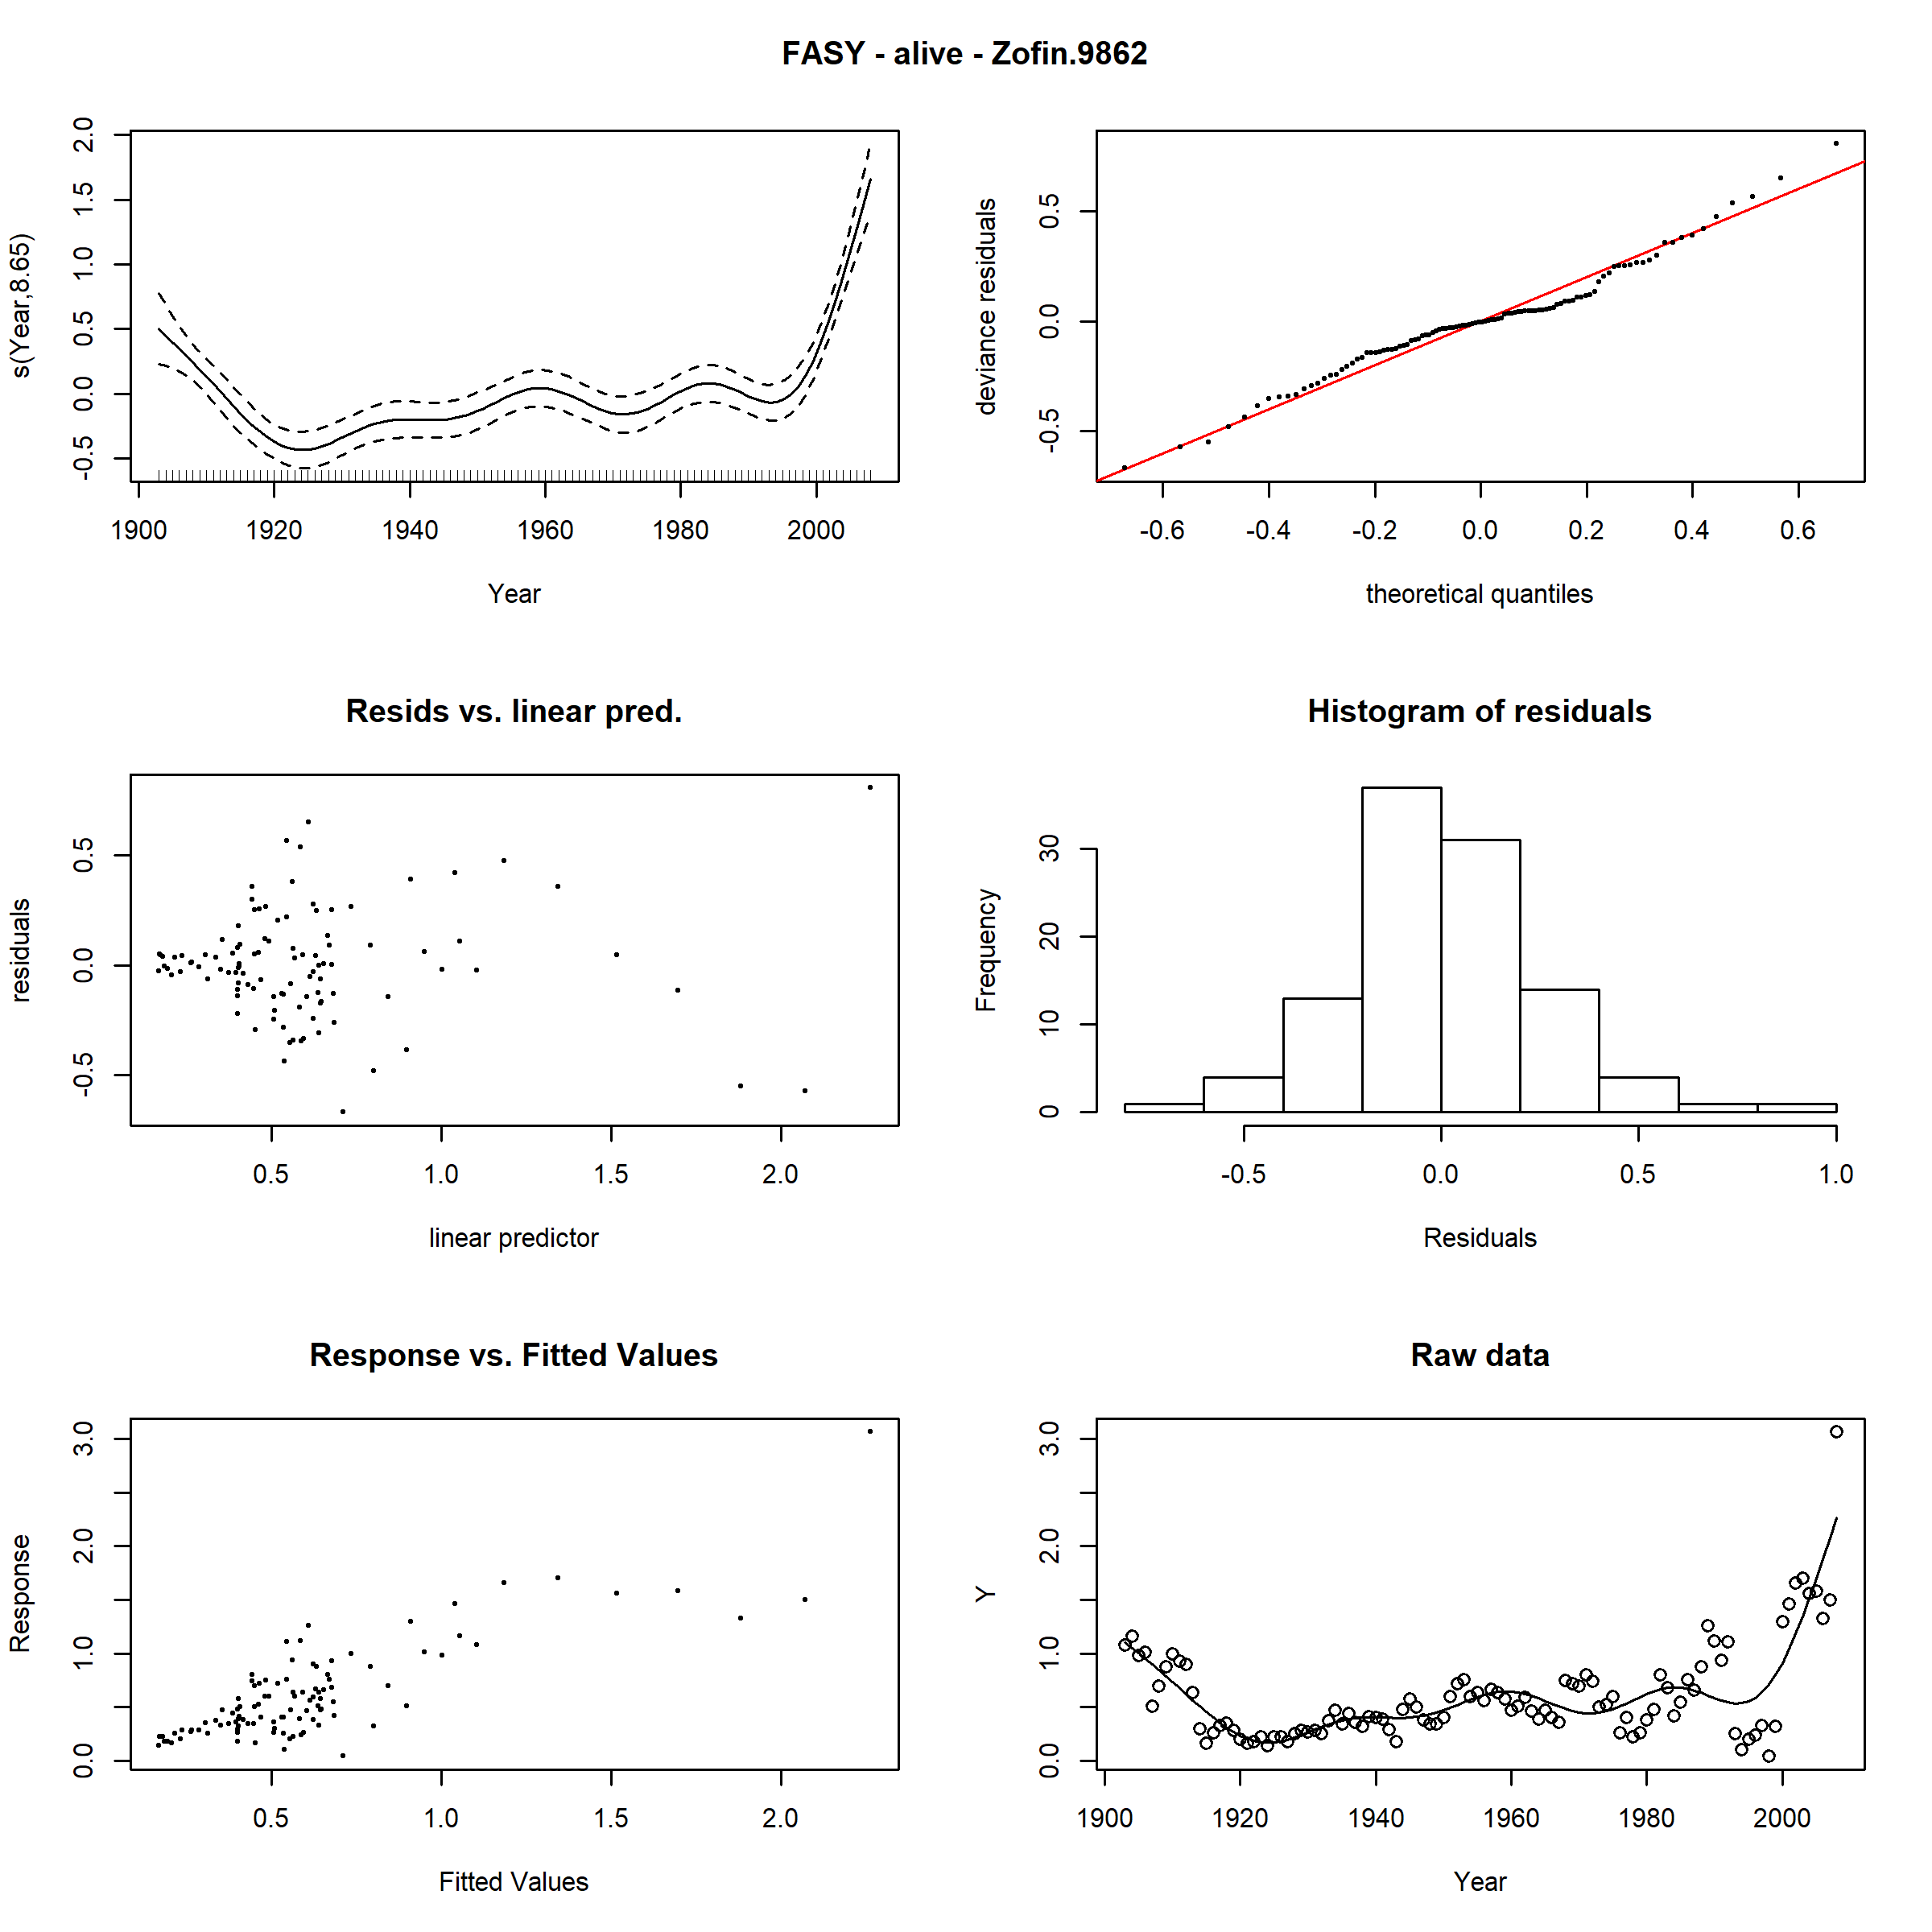 FASY - alive - Zofin.9862
s(Year,8.65)
-0.5 0.0 0.5 1.0 1.5 2.0
1900 1920 1940 1960 1980 2000
Year
deviance residuals
-0.5 0.0 0.5
-0.6 -0.4 -0.2 0.0 0.2 0.4 0.6
theoretical quantiles
Resids vs. linear pred.
residuals
-0.5 0.0 0.5
0.5 1.0 1.5 2.0
linear predictor
Histogram of residuals
Frequency
0 10 20 30
-0.5 0.0 0.5 1.0
Residuals
Response vs. Fitted Values
Response
0.0 1.0 2.0 3.0
0.5 1.0 1.5 2.0
Fitted Values
Raw data
Y
0.0 1.0 2.0 3.0
1900 1920 1940 1960 1980 2000
Year